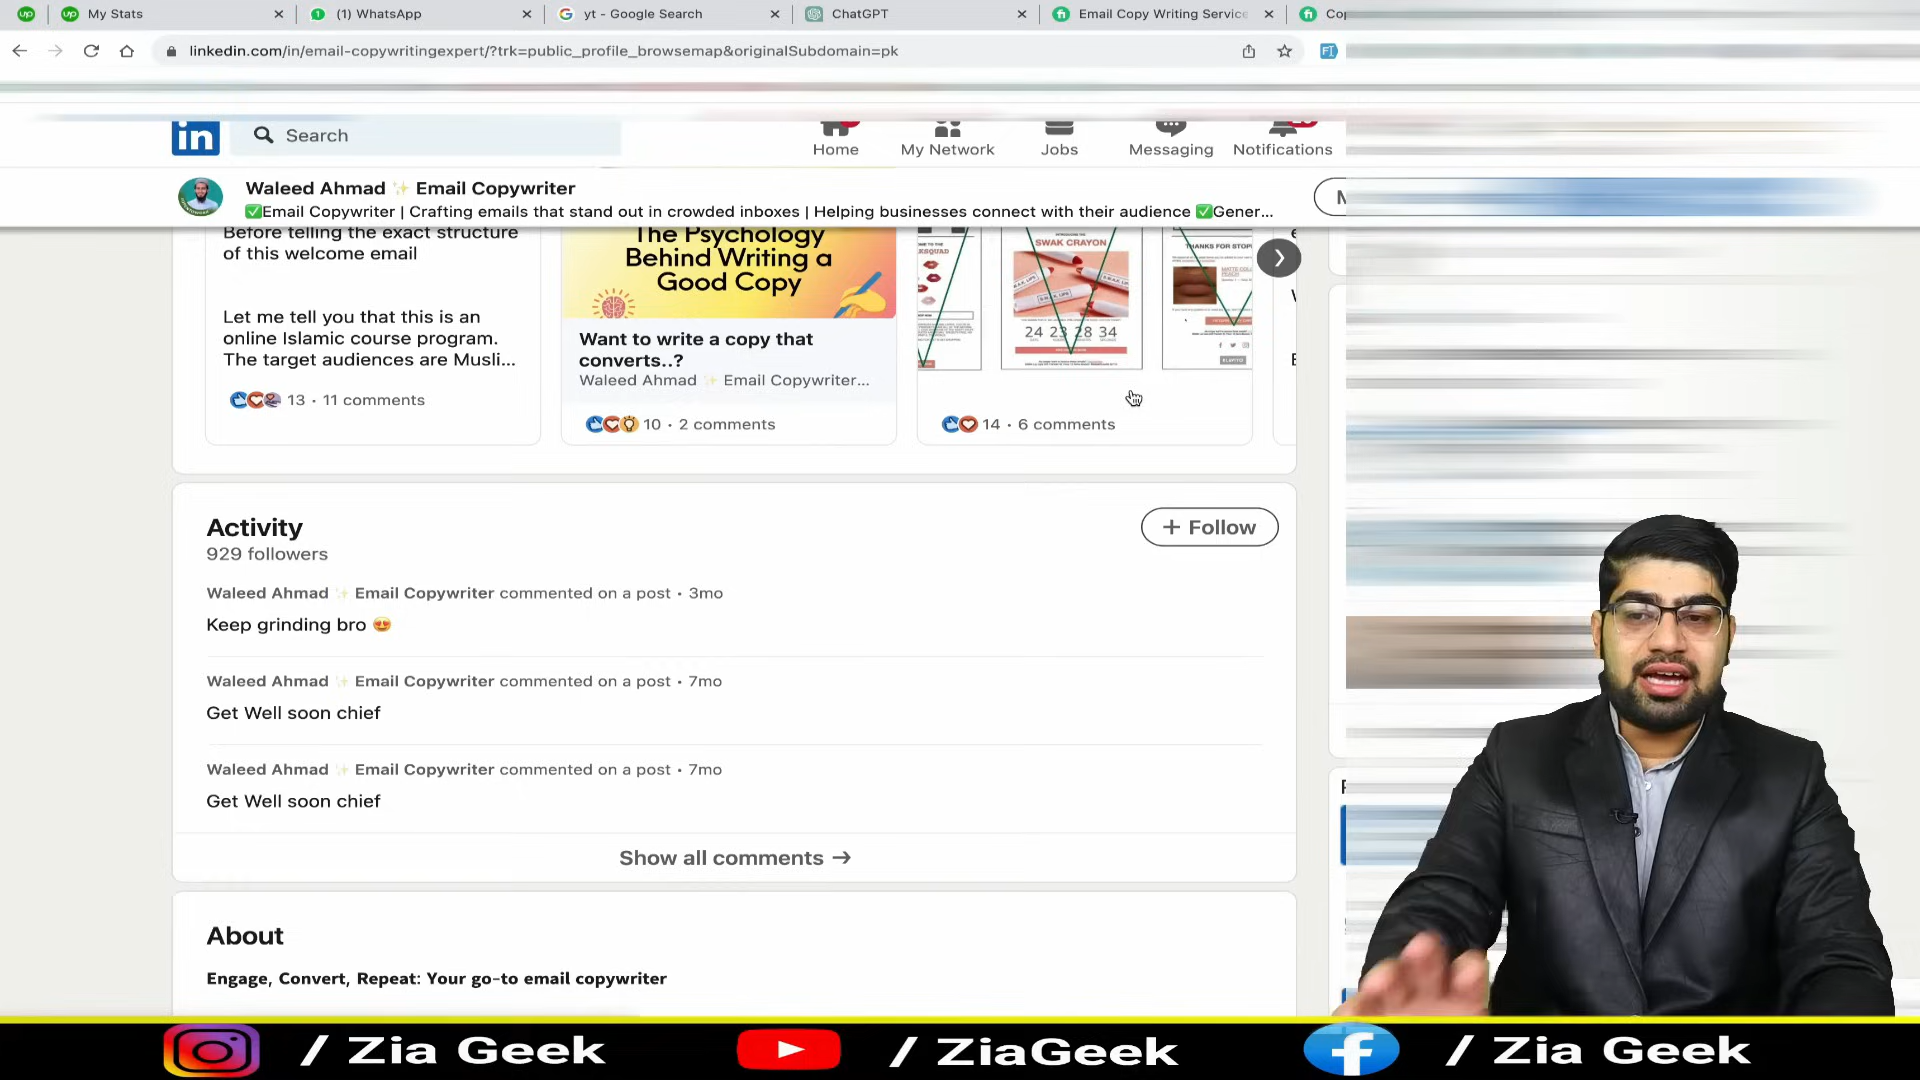 My Stats
(1) WhatsApp
yt - Google Search
ChatGPT
Email Copy Writing Service
linkedin.com/in/email-copywritingexpert/?trk=public_profile_browsemap&originalSubdomain=pk
in
Search
Home
My Network
Jobs
Messaging
Notifications
Waleed Ahmad ✨ Email Copywriter
✅Email Copywriter | Crafting emails that stand out in crowded inboxes | Helping businesses connect with their audience ✅Gener...
Before telling the exact structure
of this welcome email
Let me tell you that this is an
online Islamic course program.
The target audiences are Musli...
13 · 11 comments
The Psychology
Behind Writing a
Good Copy
Want to write a copy that
converts..?
Waleed Ahmad ✨ Email Copywriter...
10 · 2 comments
SWAK CRAYON
24 23 28 34
THANKS FOR STOP
14 · 6 comments
Activity
+ Follow
929 followers
Waleed Ahmad ✨ Email Copywriter commented on a post • 3mo
Keep grinding bro 😍
Waleed Ahmad ✨ Email Copywriter commented on a post • 7mo
Get Well soon chief
Waleed Ahmad ✨ Email Copywriter commented on a post • 7mo
Get Well soon chief
Show all comments →
About
Engage, Convert, Repeat: Your go-to email copywriter
/ Zia Geek
/ ZiaGeek
/ Zia Geek